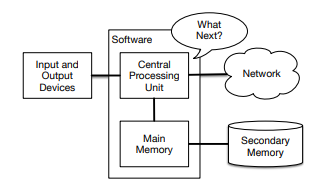 What
Next?
Software
Input and
Output
Devices
Central
Processing
Unit
Network
Main
Memory
Secondary
Memory